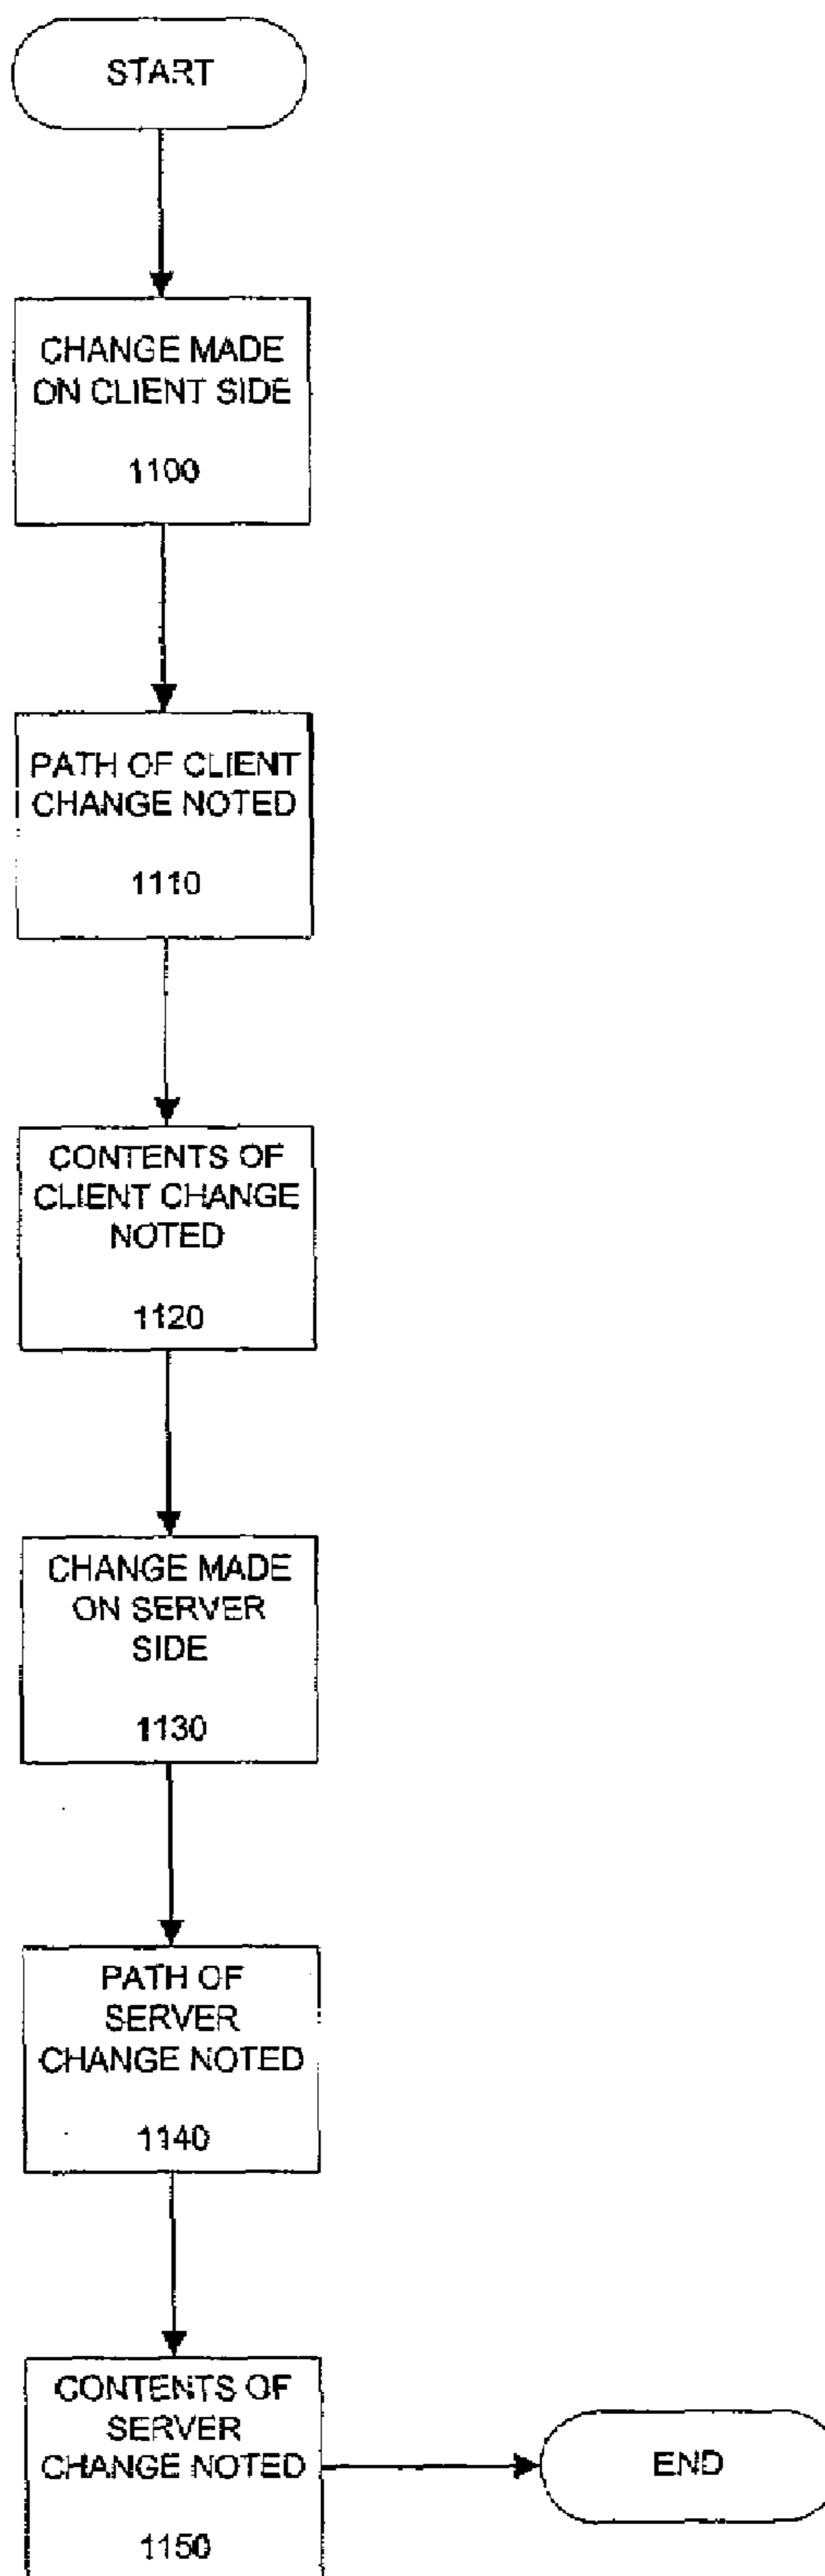 START
CHANGE MADE
ON CLIENT SIDE
1100
PATH OF CLIENT
CHANGE NOTED
1110
CONTENTS OF
CLIENT CHANGE
NOTED
1120
CHANGE MADE
ON SERVER
SIDE
1130
PATH OF
SERVER
CHANGE NOTED
1140
CONTENTS OF
SERVER
CHANGE NOTED
1150
END